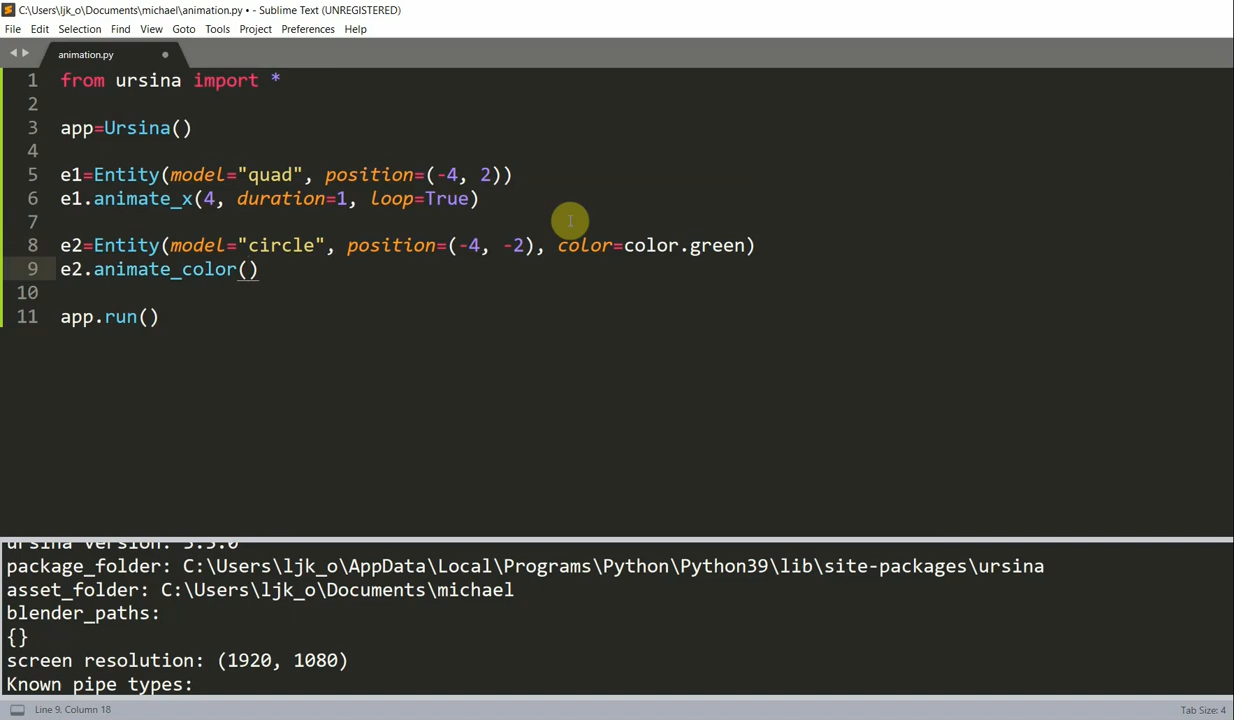 C:\Users\ljk_o\Documents\michael\animation.py • - Sublime Text (UNREGISTERED)
File Edit Selection Find View Goto Tools Project Preferences Help
animation.py
1 from ursina import *
2
3 app=Ursina()
4
5 e1=Entity(model="quad", position=(-4, 2))
6 e1.animate_x(4, duration=1, loop=True)
7
8 e2=Entity(model="circle", position=(-4, -2), color=color.green)
9 e2.animate_color()
10
11 app.run()
ursina version: 3.3.0
package_folder: C:\Users\ljk_o\AppData\Local\Programs\Python\Python39\lib\site-packages\ursina
asset_folder: C:\Users\ljk_o\Documents\michael
blender_paths:
{}
screen resolution: (1920, 1080)
Known pipe types:
Line 9, Column 18 Tab Size: 4